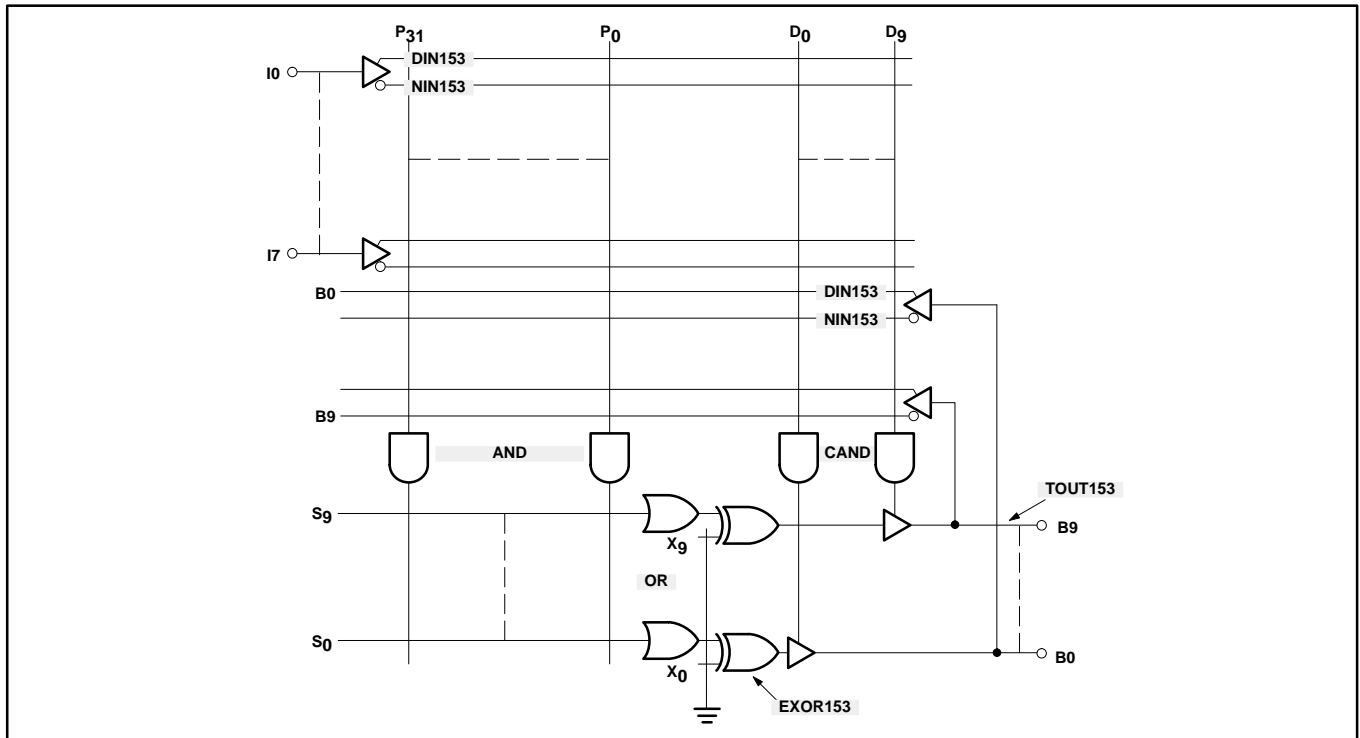 P31 P0 D0 D9
DIN153
I0
NIN153
I7
B0 DIN153
NIN153
B9
AND CAND
TOUT153
S9
X9 B9
OR
S0
X0 B0
EXOR153